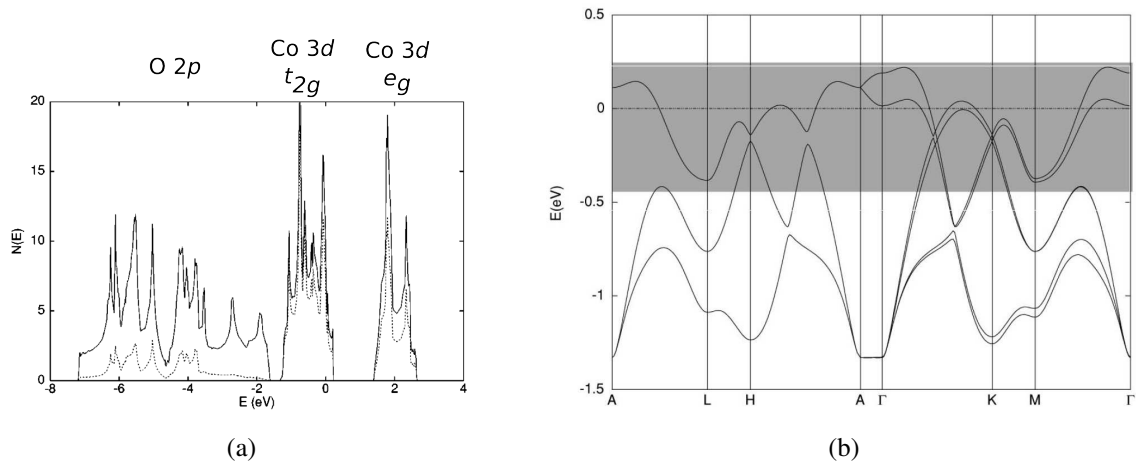 O 2p
Co 3d
t2g
Co 3d
eg
N(E)
20
15
10
5
0
-8
-6
-4
-2
0
2
4
E (eV)
(a)
E(eV)
0.5
0
-0.5
-1
-1.5
A
L
H
A
Γ
K
M
Γ
(b)